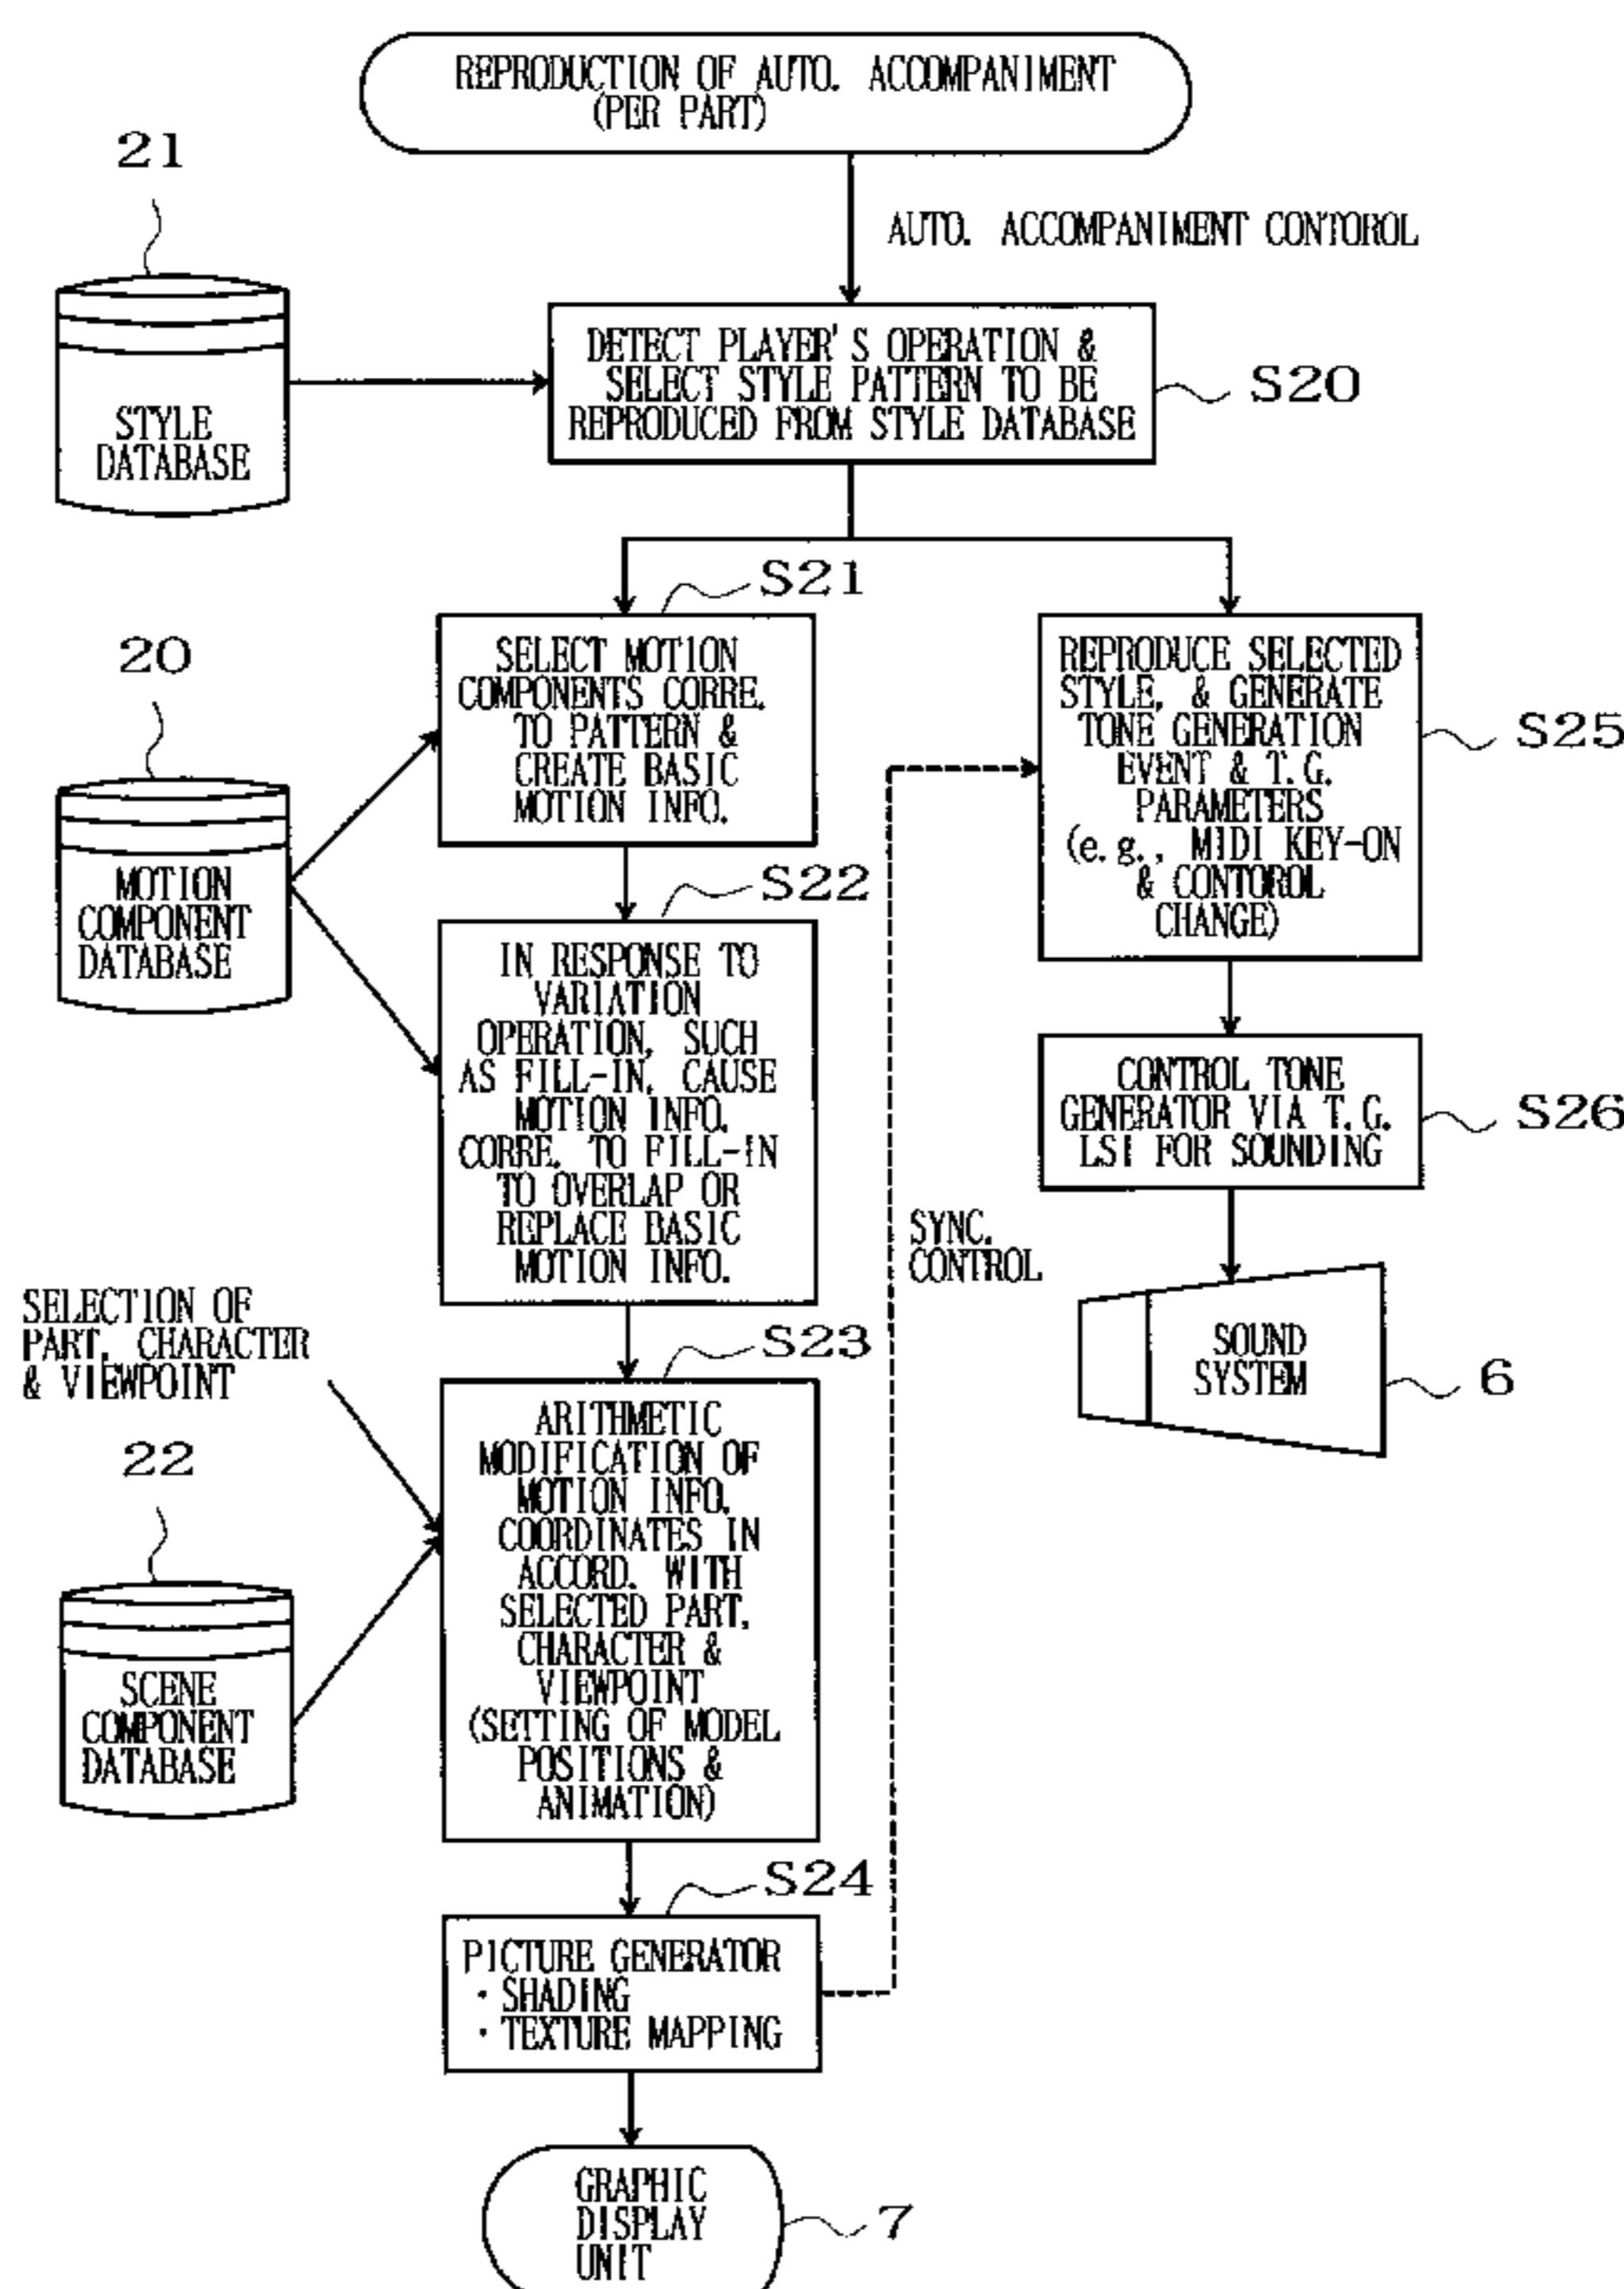 REPRODUCTION OF AUTO. ACCOMPANIMENT
(PER PART)
21
AUTO. ACCOMPANIMENT CONTOROL
STYLE
DATABASE
DETECT PLAYER'S OPERATION &
SELECT STYLE PATTERN TO BE
REPRODUCED FROM STYLE DATABASE
S20
S21
20
SELECT MOTION
COMPONENTS CORRE.
TO PATTERN &
CREATE BASIC
MOTION INFO.
REPRODUCE SELECTED
STYLE, & GENERATE
TONE GENERATION
EVENT & T.G.
PARAMETERS
(e.g., MIDI KEY-ON
& CONTOROL
CHANGE)
S25
MOTION
COMPONENT
DATABASE
S22
IN RESPONSE TO
VARIATION
OPERATION, SUCH
AS FILL-IN, CAUSE
MOTION INFO.
CORRE. TO FILL-IN
TO OVERLAP OR
REPLACE BASIC
MOTION INFO.
CONTROL TONE
GENERATOR VIA T.G.
LSI FOR SOUNDING
S26
SYNC.
CONTROL
SELECTION OF
PART, CHARACTER
& VIEWPOINT
S23
SOUND
SYSTEM
6
22
ARITHMETIC
MODIFICATION OF
MOTION INFO.
COORDINATES IN
ACCORD. WITH
SELECTED PART,
CHARACTER &
VIEWPOINT
(SETTING OF MODEL
POSITIONS &
ANIMATION)
SCENE
COMPONENT
DATABASE
S24
PICTURE GENERATOR
・SHADING
・TEXTURE MAPPING
GRAPHIC
DISPLAY
UNIT
7